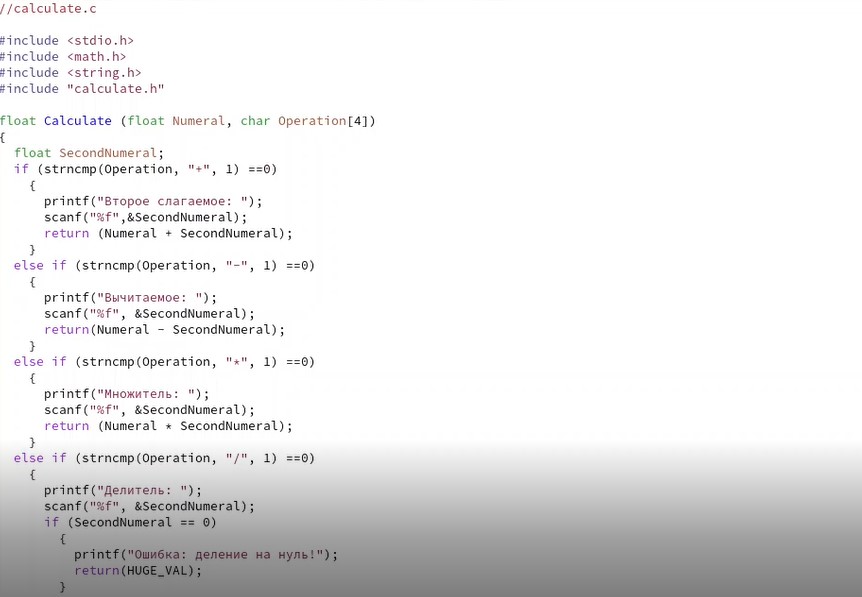 //calculate.c
#include <stdio.h>
#include <math.h>
#include <string.h>
#include "calculate.h"
float Calculate (float Numeral, char Operation[4])
{
float SecondNumeral;
if (strncmp(Operation, "+", 1) ==0)
{
printf("Второе слагаемое: ");
scanf("%f",&SecondNumeral);
return (Numeral + SecondNumeral);
}
else if (strncmp(Operation, "-", 1) ==0)
{
printf("Вычитаемое: ");
scanf("%f", &SecondNumeral);
return(Numeral - SecondNumeral);
}
else if (strncmp(Operation, "*", 1) ==0)
{
printf("Множитель: ");
scanf("%f", &SecondNumeral);
return (Numeral * SecondNumeral);
}
else if (strncmp(Operation, "/", 1) ==0)
{
printf("Делитель: ");
scanf("%f", &SecondNumeral);
if (SecondNumeral == 0)
{
printf("Ошибка: деление на нуль!");
return(HUGE_VAL);
}